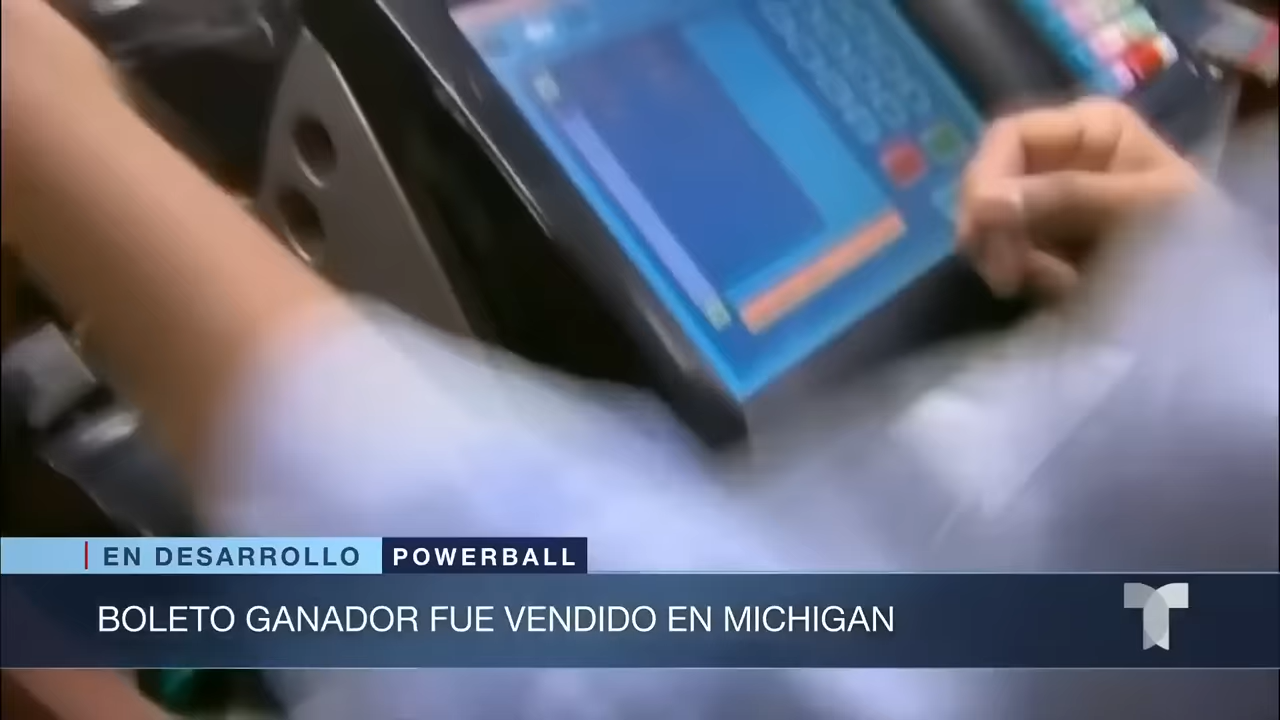 EN DESARROLLO POWERBALL
BOLETO GANADOR FUE VENDIDO EN MICHIGAN